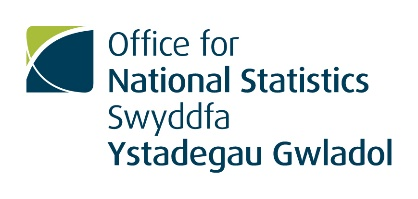 Office for
National Statistics
Swyddfa
Ystadegau Gwladol